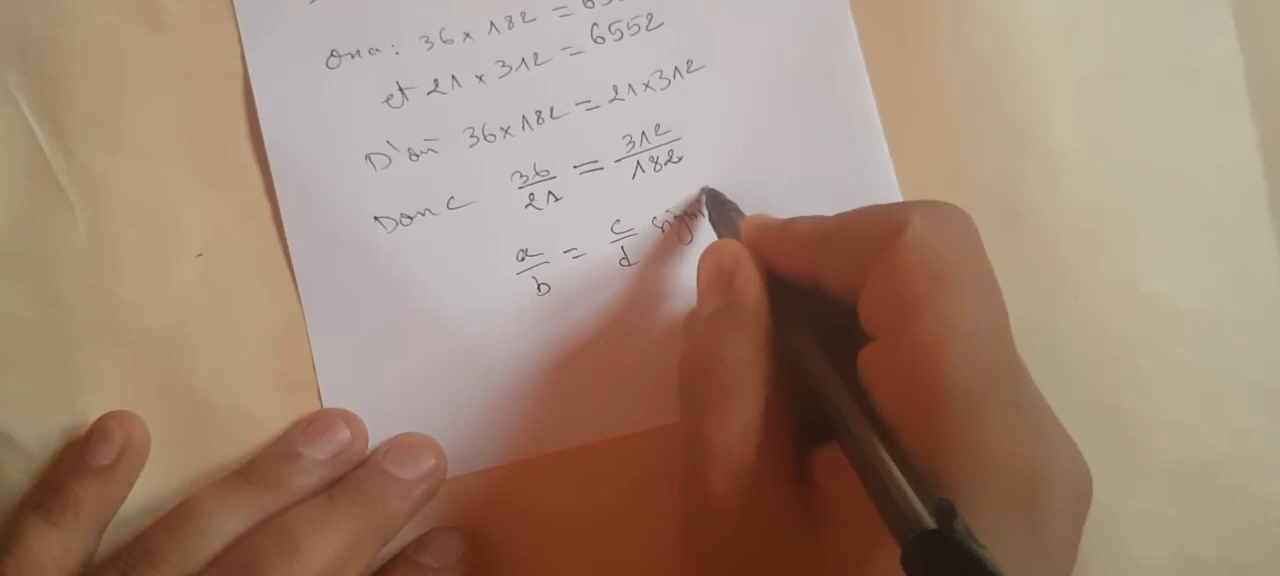 On a : 36 × 182 =
et 21 × 312 = 6552
D'où 36 × 182 = 21 × 312
Donc 36/21 = 312/182
a/b = c/d